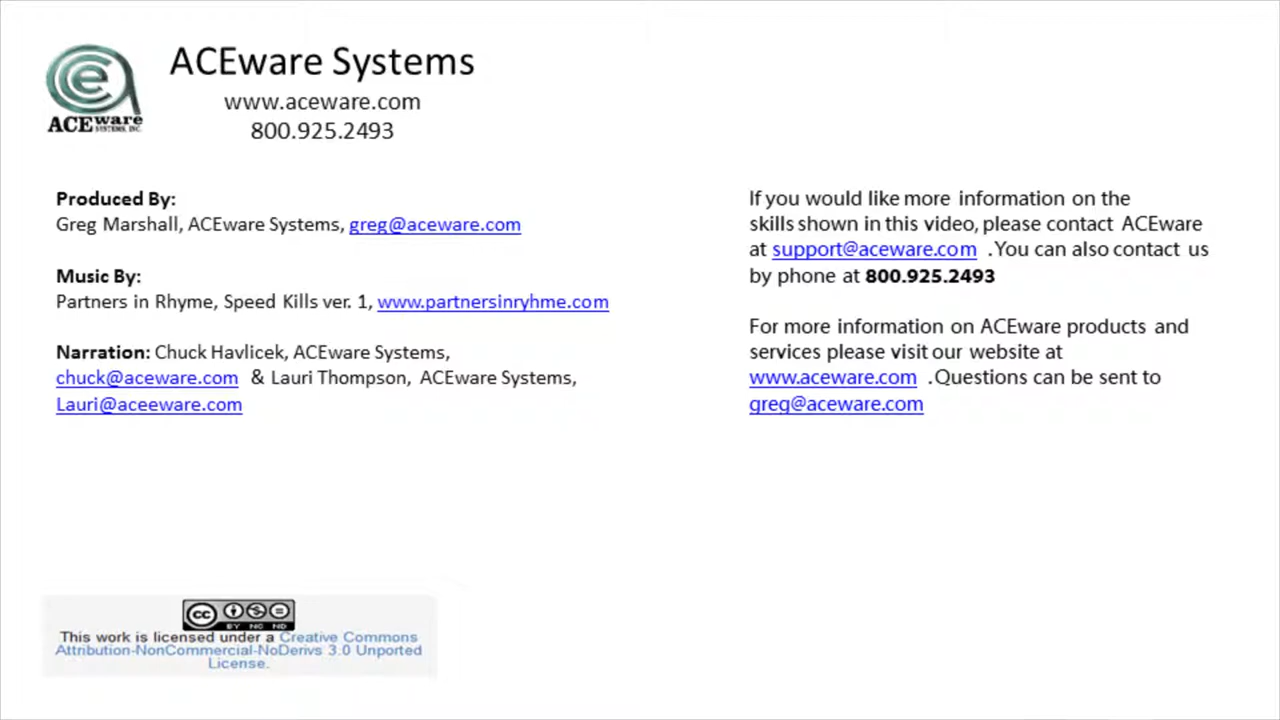 ACEware
SYSTEMS, INC.
ACEware Systems
www.aceware.com
800.925.2493
Produced By:
Greg Marshall, ACEware Systems, greg@aceware.com
Music By:
Partners in Rhyme, Speed Kills ver. 1, www.partnersinryhme.com
Narration: Chuck Havlicek, ACEware Systems,
chuck@aceware.com & Lauri Thompson, ACEware Systems,
Lauri@aceeware.com
If you would like more information on the
skills shown in this video, please contact ACEware
at support@aceware.com .You can also contact us
by phone at 800.925.2493
For more information on ACEware products and
services please visit our website at
www.aceware.com .Questions can be sent to
greg@aceware.com
cc
BY NC ND
This work is licensed under a Creative Commons
Attribution-NonCommercial-NoDerivs 3.0 Unported
License.